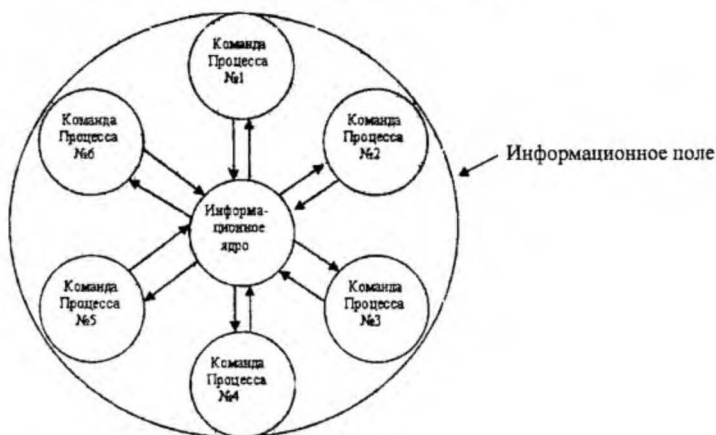 Команда
Процесса
№1
Команда
Процесса
№6
Команда
Процесса
№2
Информационное поле
Информа-
ционное
ядро
Команда
Процесса
№5
Команда
Процесса
№3
Команда
Процесса
№4